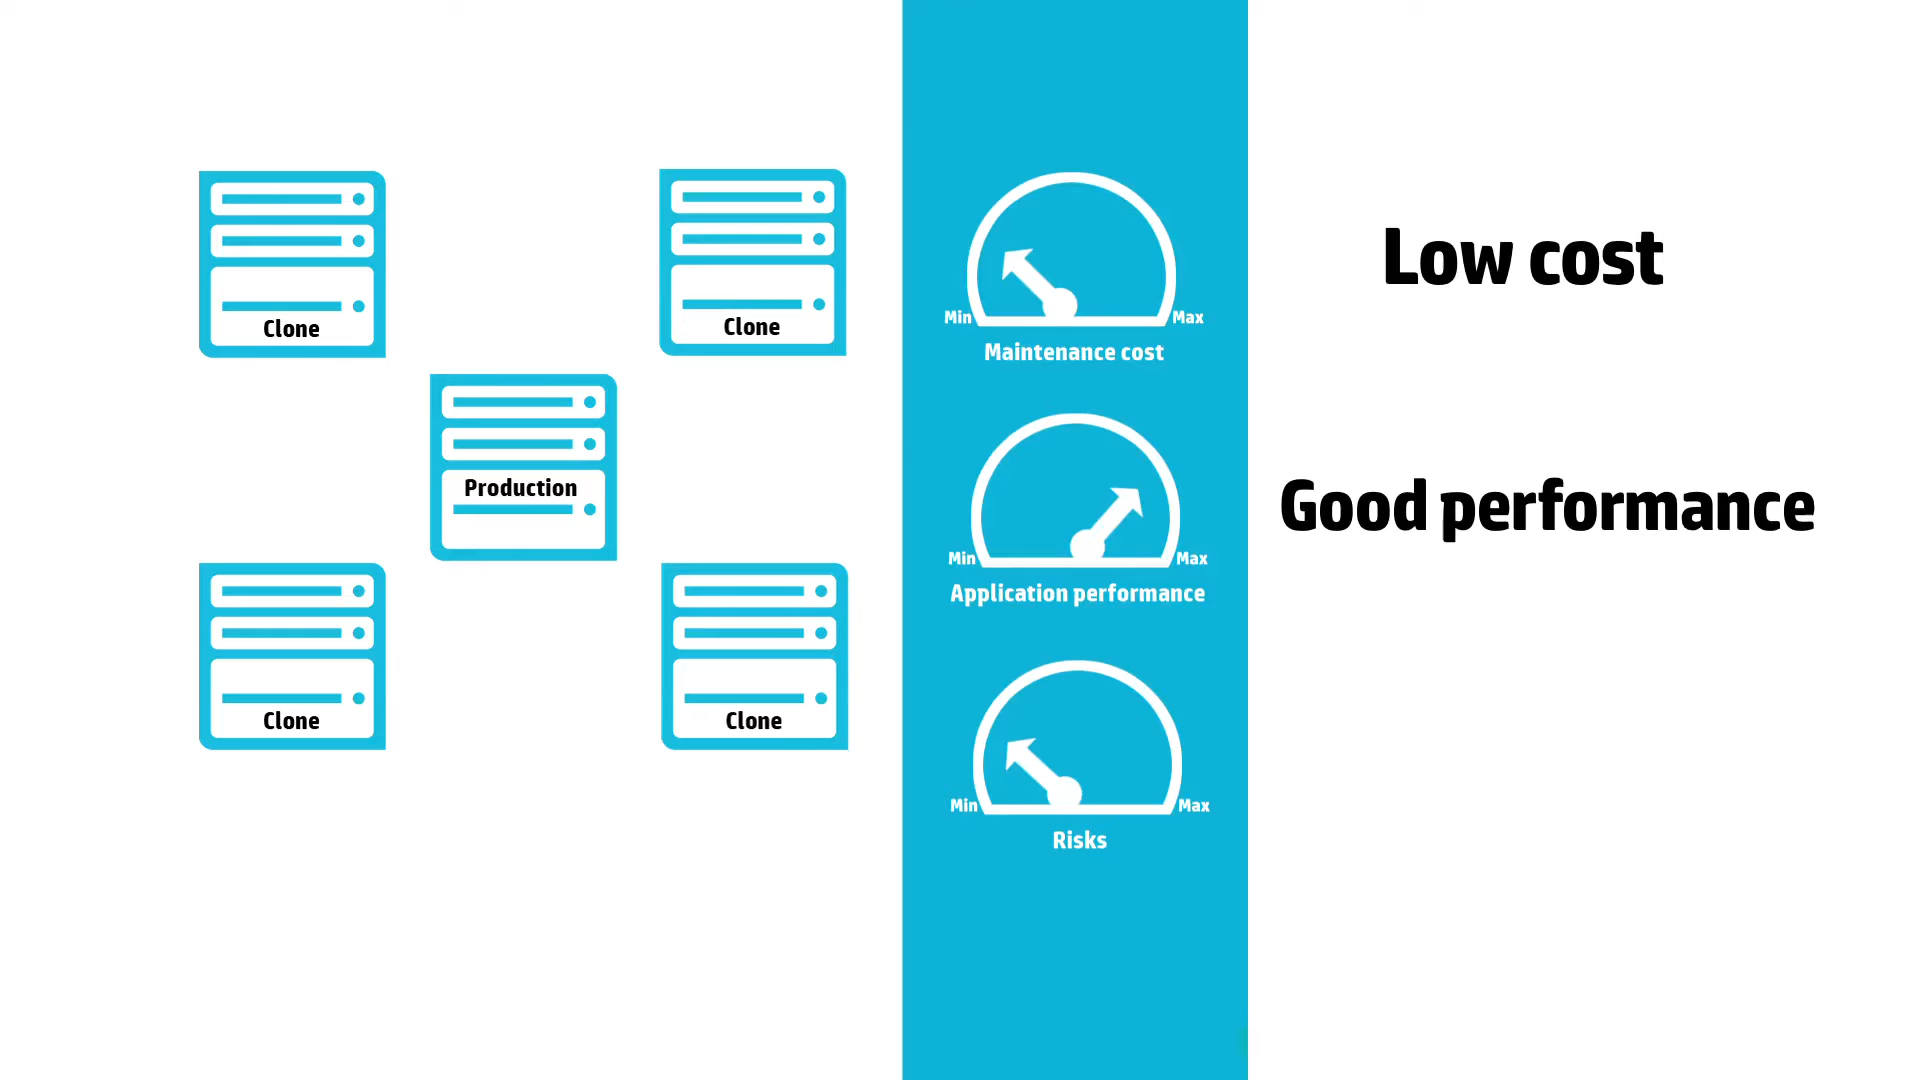 Clone
Clone
Production
Clone
Clone
Min
Max
Maintenance cost
Low cost
Min
Max
Application performance
Good performance
Min
Max
Risks